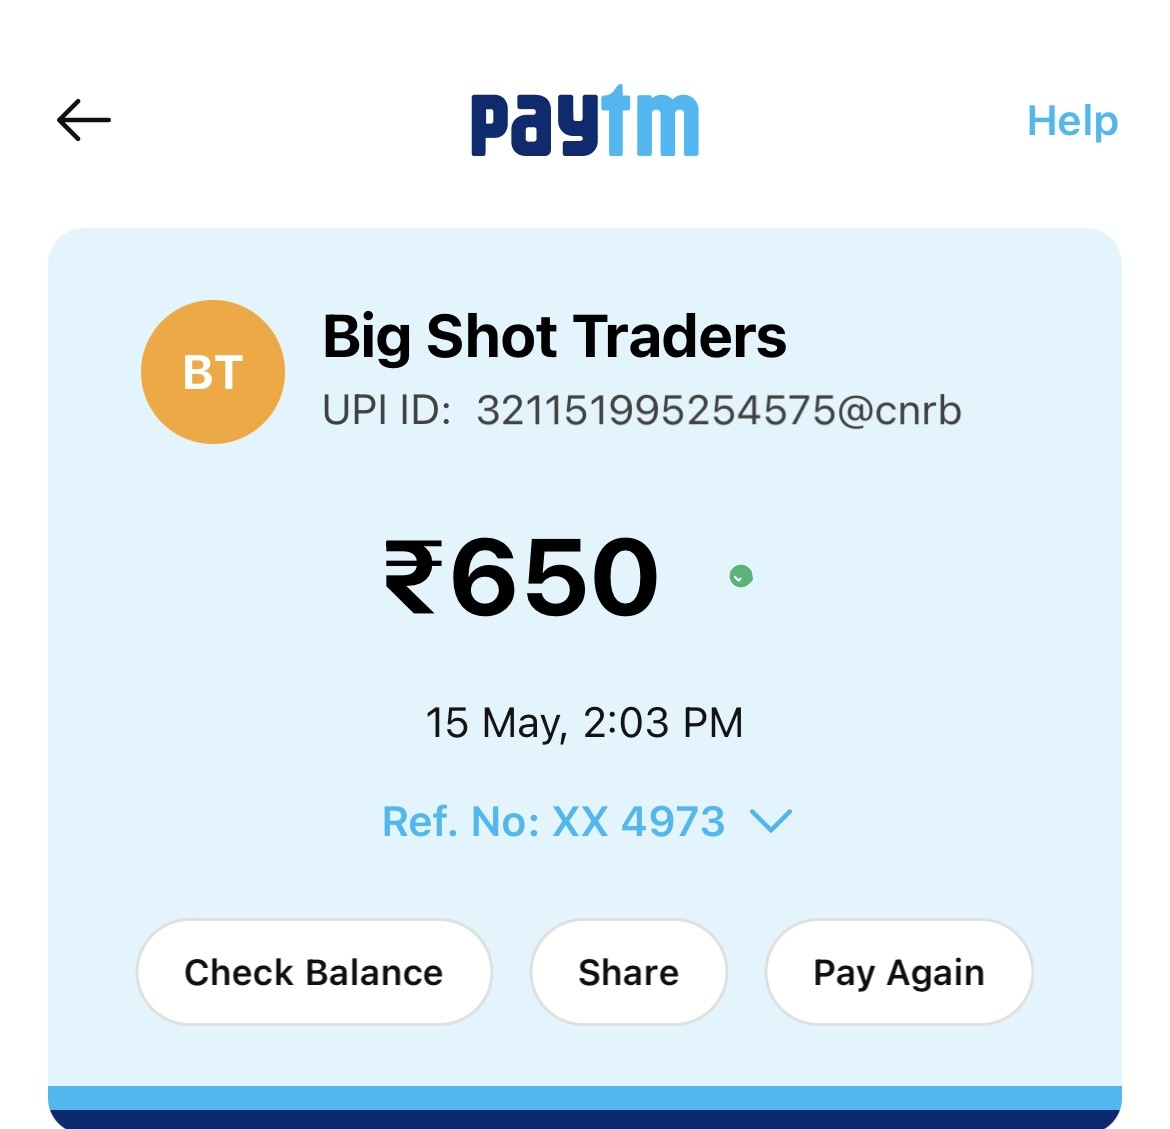 paytm
Help
BT
Big Shot Traders
UPI ID: 321151995254575@cnrb
₹650
15 May, 2:03 PM
Ref. No: XX 4973
Check Balance
Share
Pay Again